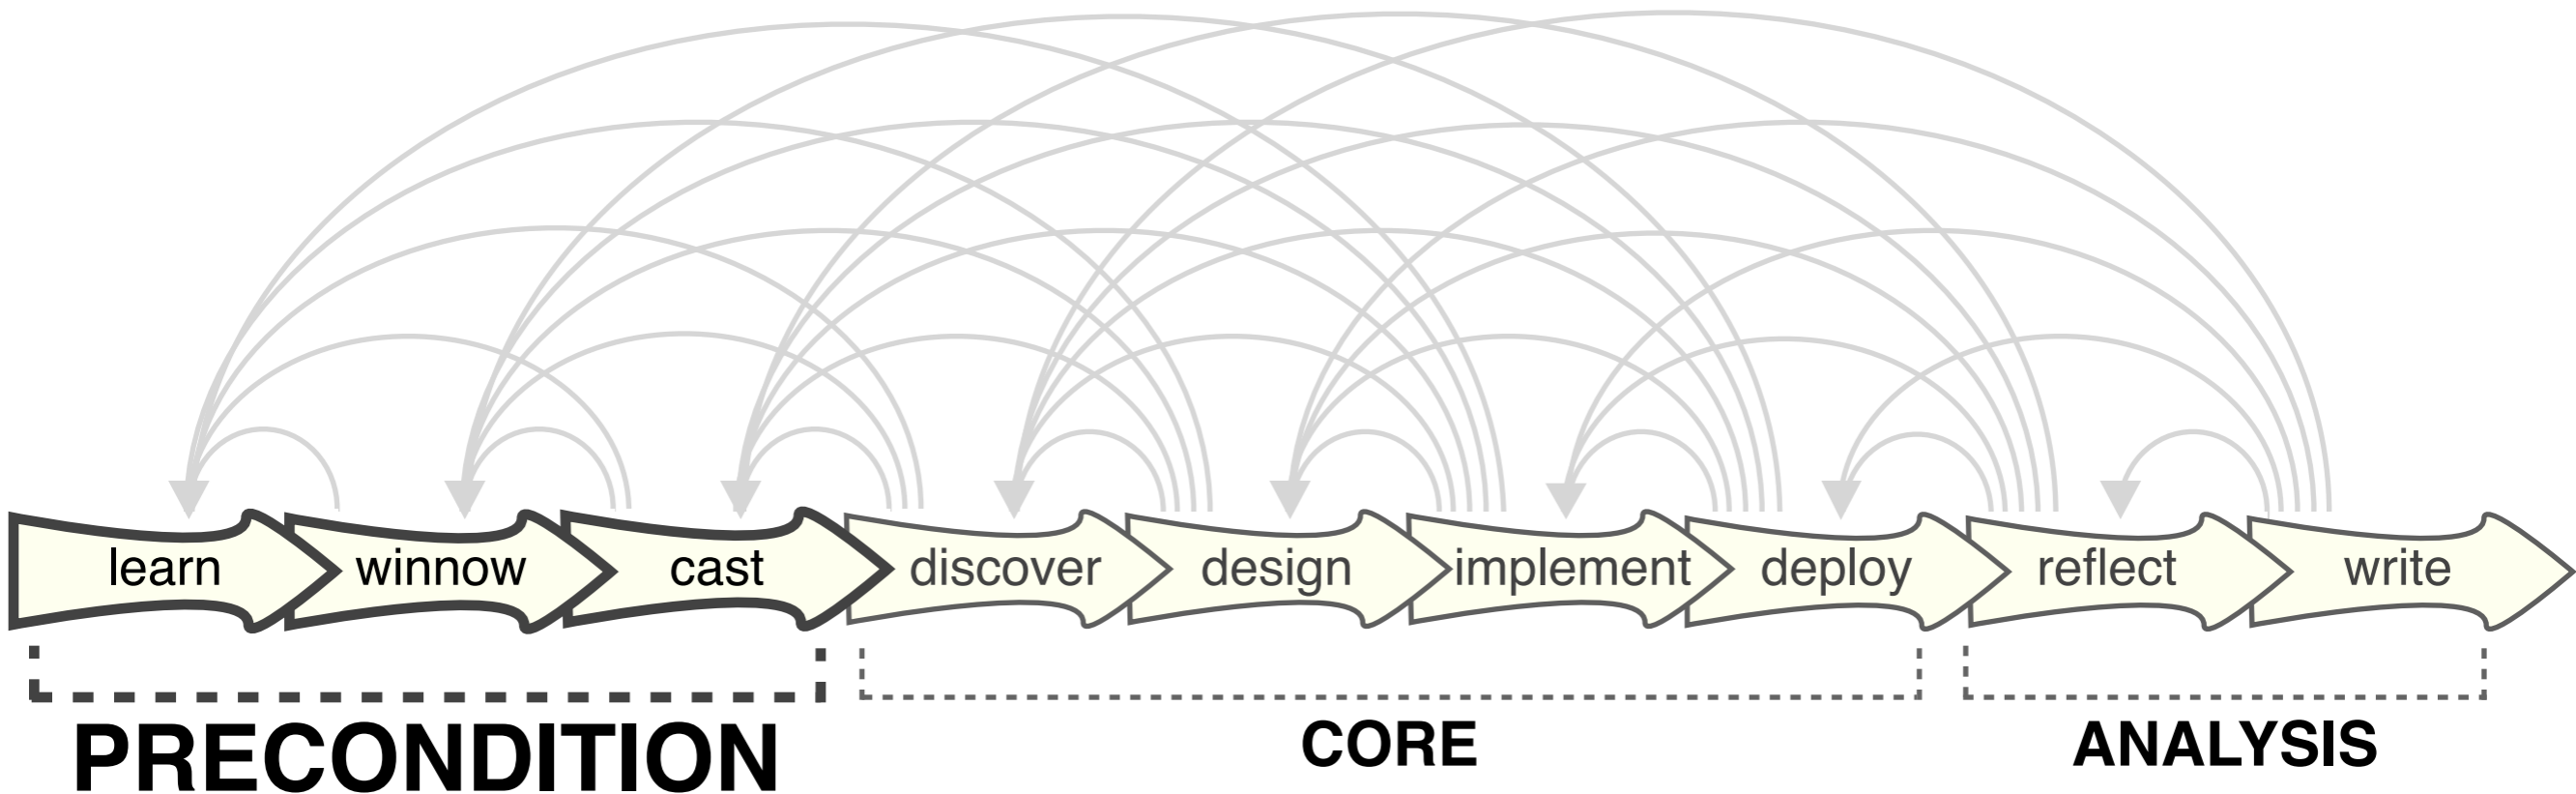 learn winnow cast discover design implement deploy reflect write
PRECONDITION CORE ANALYSIS